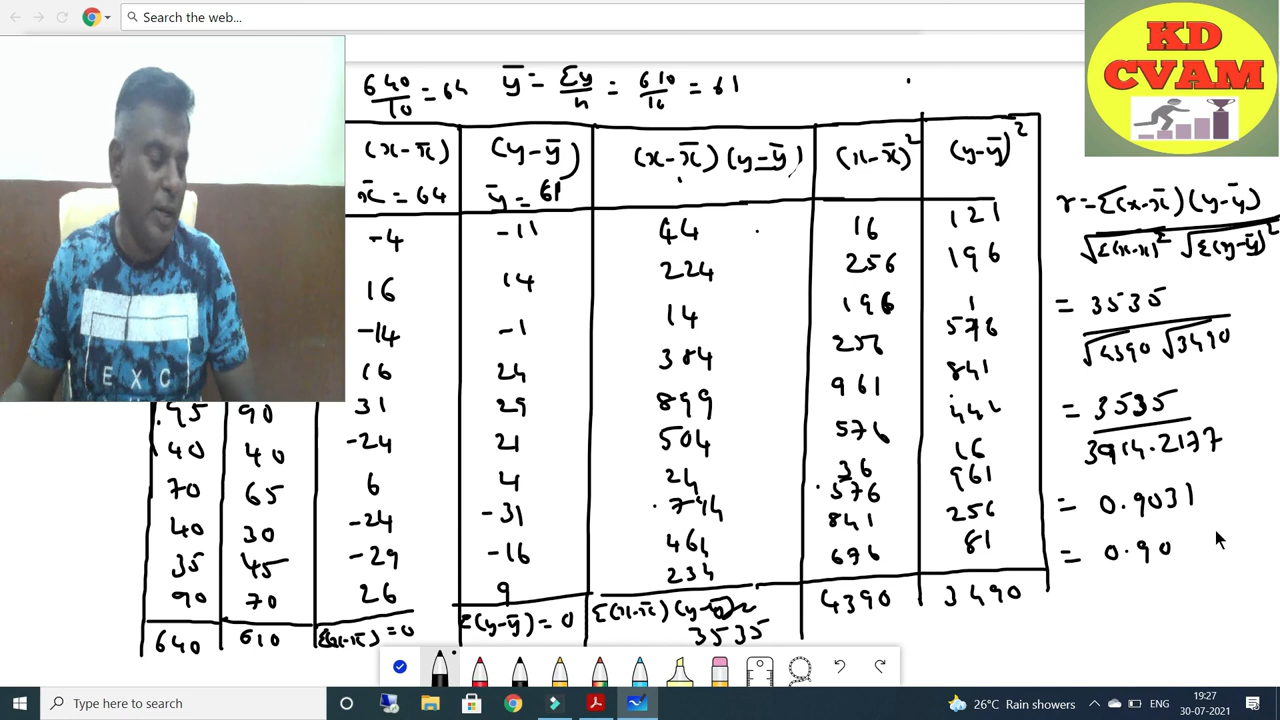 Search the web...
KD
CVAM
640/10 = 64 ȳ = Σy/n = 610/10 = 61
(x-x̄) (y-ȳ) (x-x̄)(y-ȳ) (x-x̄)² (y-ȳ)²
x̄ = 64 ȳ = 61
-4 -11 44 16 121
16 14 224 256 196
-14 -1 14 196 1
16 24 384 256 576
95 90 31 29 899 961 841
40 40 -24 21 504 576 441
70 65 6 4 24 36 16
40 30 -24 -31 744 576 961
35 45 -29 -16 464 841 256
90 70 26 9 234 676 81
640 610 Σ(x-x̄)=0 Σ(y-ȳ)=0 Σ(x-x̄)(y-ȳ)= 3535 4390 3490
r = Σ(x-x̄)(y-ȳ)
√Σ(x-x)² √Σ(y-ȳ)²
= 3535
√4390 √3490
= 3535
3914.2177
= 0.9031
= 0.90
E X C
Type here to search
26°C Rain showers
ENG
19:27
30-07-2021